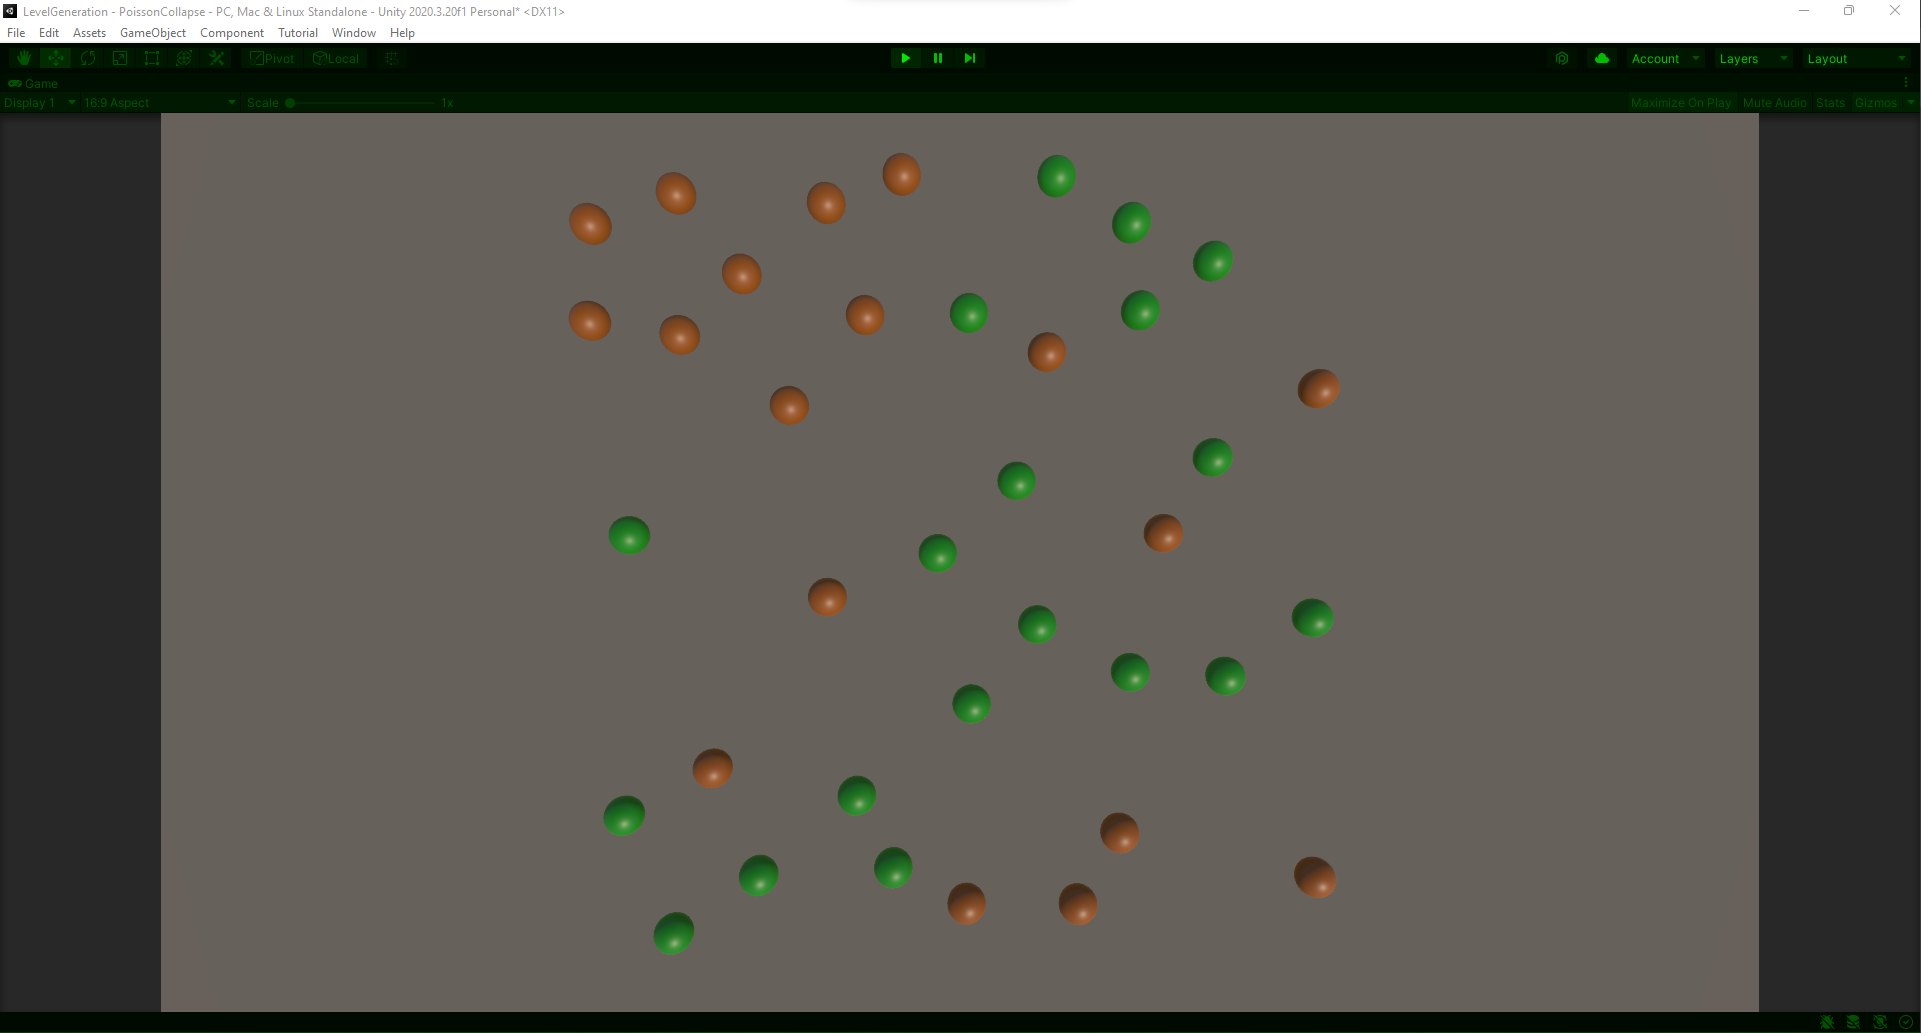 LevelGeneration - PoissonCollapse - PC, Mac & Linux Standalone - Unity 2020.3.20f1 Personal* <DX11>
File Edit Assets GameObject Component Tutorial Window Help
Pivot Local Account Layers Layout
Game
Display 1 16:9 Aspect Scale 1x Maximize On Play Mute Audio Stats Gizmos